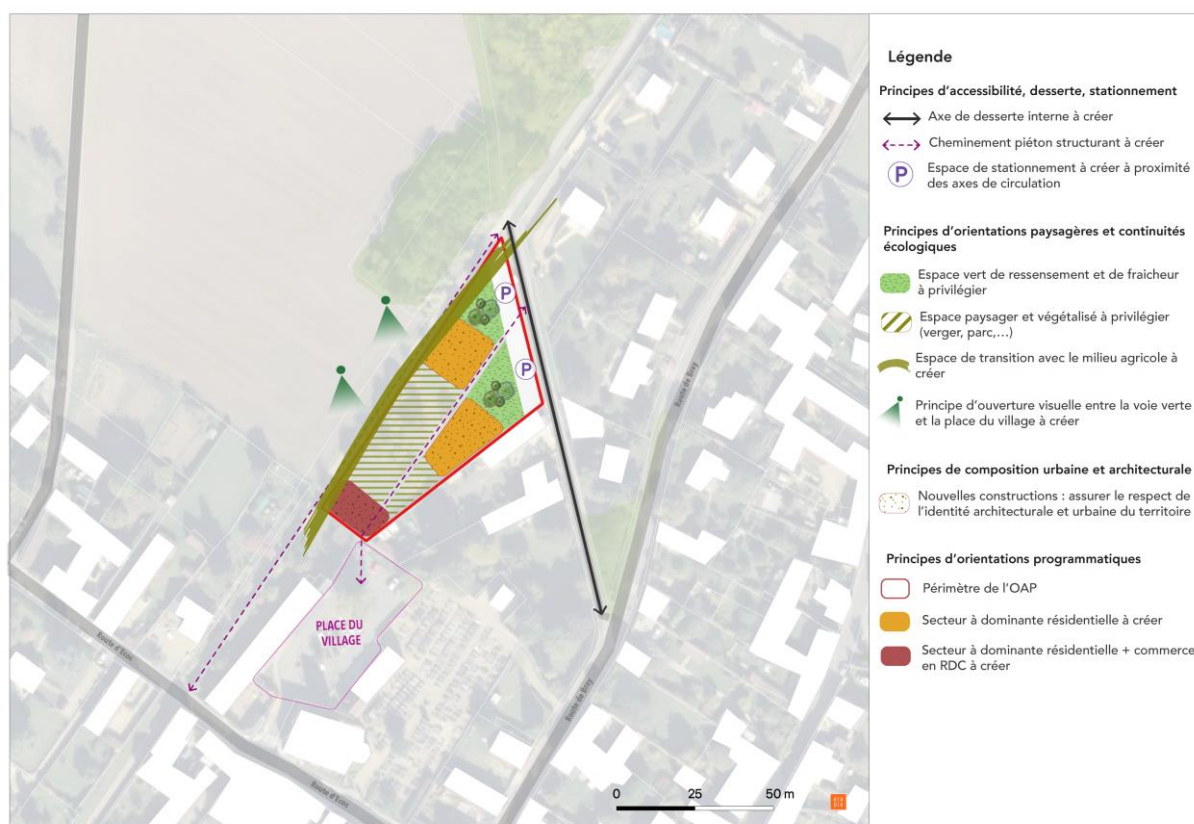 Légende
Principes d'accessibilité, desserte, stationnement
Axe de desserte interne à créer
Cheminement piéton structurant à créer
P
Espace de stationnement à créer à proximité
des axes de circulation
Principes d'orientations paysagères et continuités
écologiques
Espace vert de ressensement et de fraicheur
à privilégier
Espace paysager et végétalisé à privilégier
(verger, parc,...)
Espace de transition avec le milieu agricole à
créer
Principe d'ouverture visuelle entre la voie verte
et la place du village à créer
Principes de composition urbaine et architecturale
Nouvelles constructions : assurer le respect de
l'identité architecturale et urbaine du territoire
Principes d'orientations programmatiques
Périmètre de l'OAP
Secteur à dominante résidentielle à créer
Secteur à dominante résidentielle + commerce
en RDC à créer
P
P
Route de Bray
PLACE DU
VILLAGE
Route d'Ecos
Route de Bray
Route d'Ecos
0 25 50 m